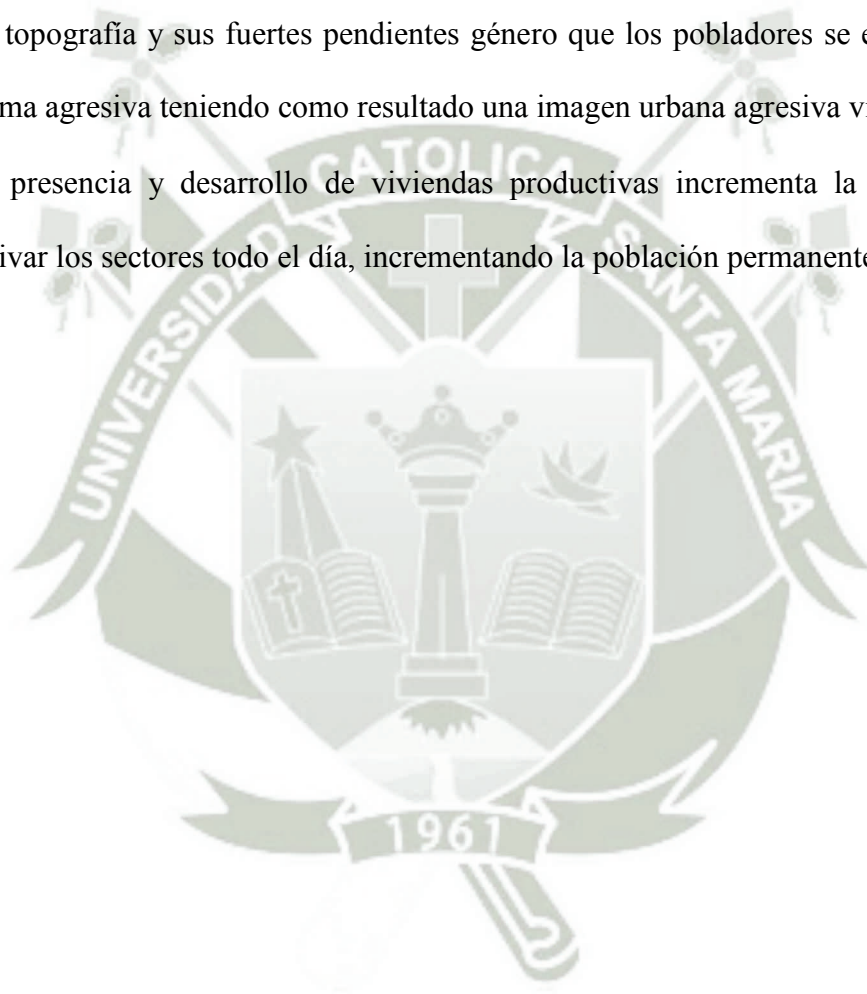 topografía y sus fuertes pendientes género que los pobladores se
ma agresiva teniendo como resultado una imagen urbana agresiva
presencia y desarrollo de viviendas productivas incrementa la
ivar los sectores todo el día, incrementando la población permanente
UNIVERSIDAD CATOLICA SANTA MARIA
1961